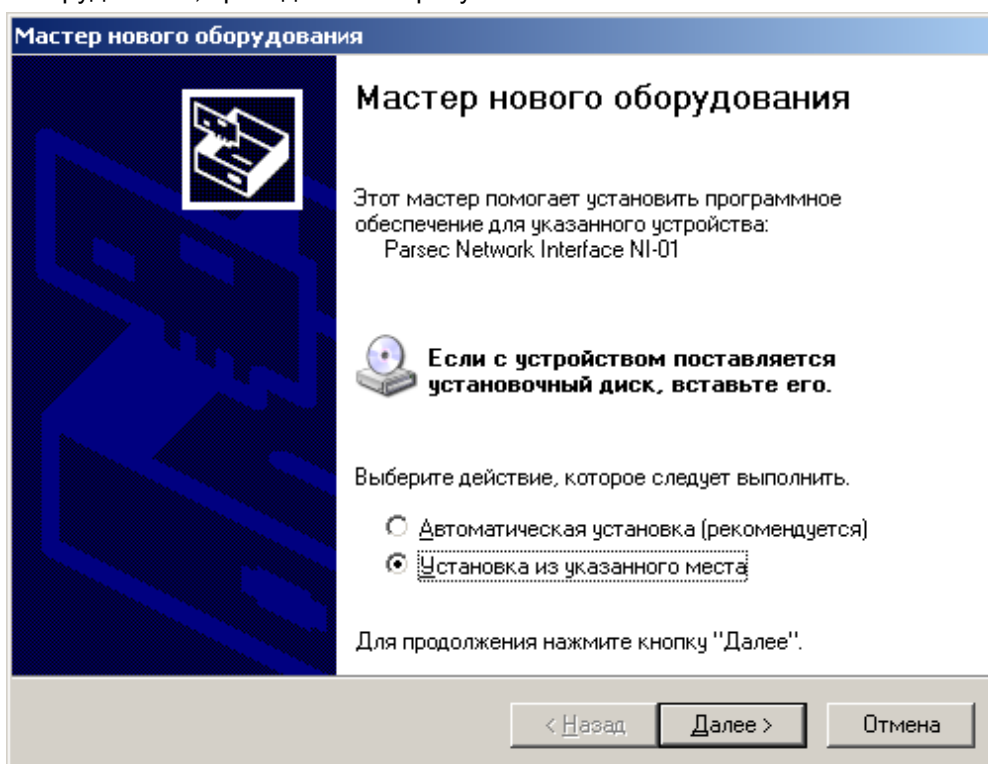 Мастер нового оборудования
Мастер нового оборудования
Этот мастер помогает установить программное
обеспечение для указанного устройства:
Parsec Network Interface NI-01
Если с устройством поставляется
установочный диск, вставьте его.
Выберите действие, которое следует выполнить.
Автоматическая установка (рекомендуется)
Установка из указанного места
Для продолжения нажмите кнопку "Далее".
< Назад Далее > Отмена